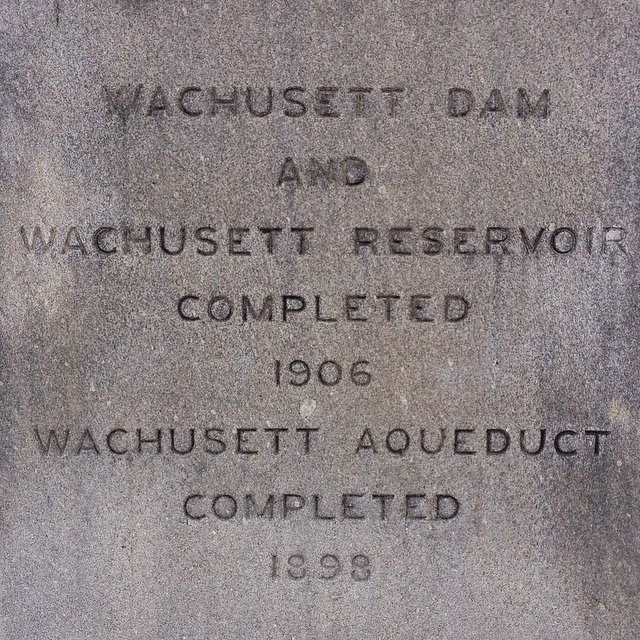 WACHUSETT DAM
AND
WACHUSETT RESERVOIR
COMPLETED
1906
WACHUSETT AQUEDUCT
COMPLETED
1898